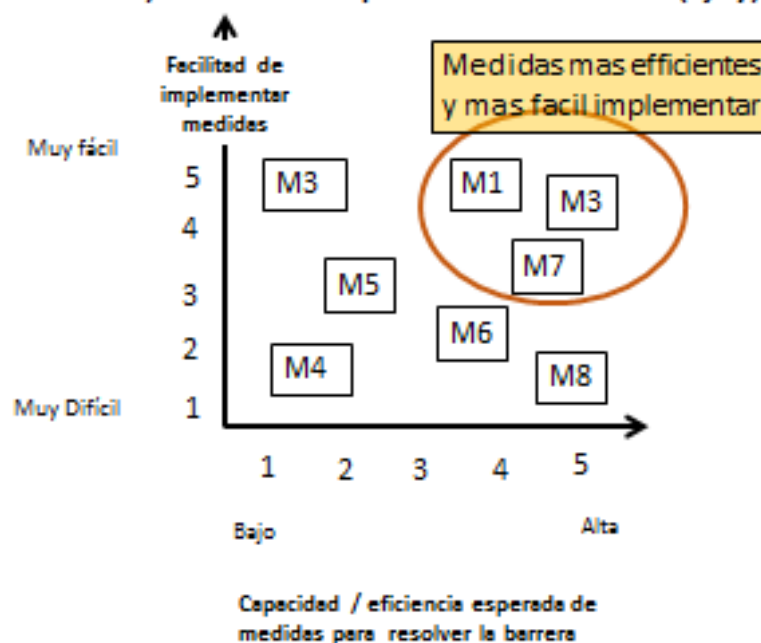 Facilitad de
implementar
medidas
Medidas mas efficientes
y mas facil implementar
Muy fácil
5
M3
M1
M3
4
M7
M5
3
M6
2
M4
M8
Muy Difícil
1
1 2 3 4 5
Bajo Alta
Capacidad / eficiencia esperada de
medidas para resolver la barrera